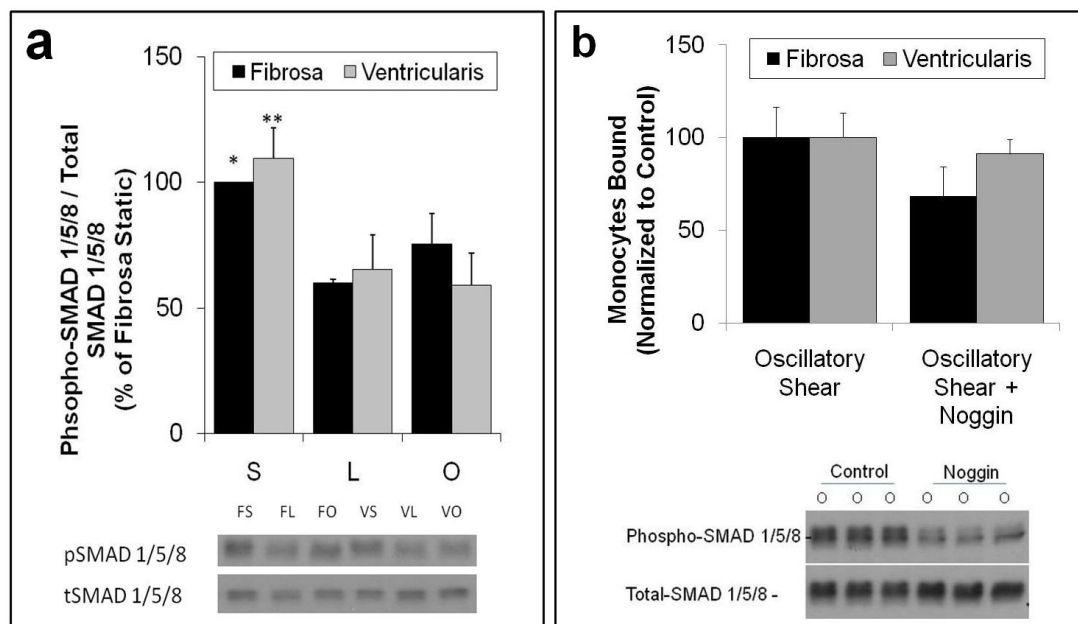 a
150
Fibrosa Ventricularis
Phsopho-SMAD 1/5/8 / Total
SMAD 1/5/8
(% of Fibrosa Static)
* **
100
50
0
S L O
FS FL FO VS VL VO
pSMAD 1/5/8
tSMAD 1/5/8
b
150
Fibrosa Ventricularis
Monocytes Bound
(Normalized to Control)
100
50
0
Oscillatory
Shear
Oscillatory
Shear +
Noggin
Control Noggin
O O O O O O
Phospho-SMAD 1/5/8 -
Total-SMAD 1/5/8 -